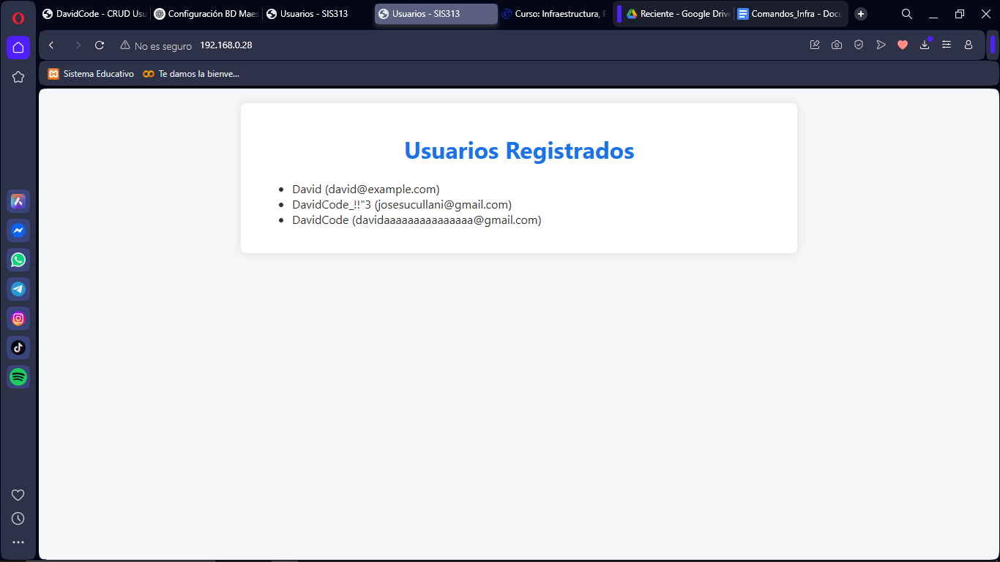 DavidCode - CRUD Usu
Configuración BD Maes
Usuarios - SIS313
Usuarios - SIS313
Curso: Infraestructura, P
Reciente - Google Drive
Comandos_Infra - Docu
No es seguro 192.168.0.28
Sistema Educativo
Te damos la bienve...
Usuarios Registrados
• David (david@example.com)
• DavidCode_!!"3 (josesucullani@gmail.com)
• DavidCode (davidaaaaaaaaaaaaaaa@gmail.com)